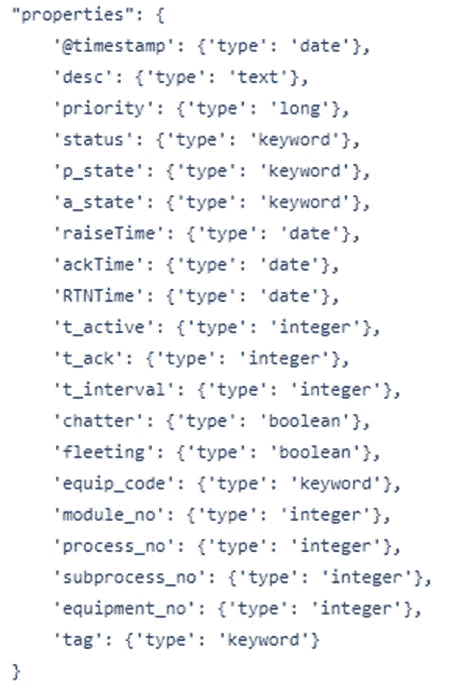 "properties": {
'@timestamp': {'type': 'date'},
'desc': {'type': 'text'},
'priority': {'type': 'long'},
'status': {'type': 'keyword'},
'p_state': {'type': 'keyword'},
'a_state': {'type': 'keyword'},
'raiseTime': {'type': 'date'},
'ackTime': {'type': 'date'},
'RTNTime': {'type': 'date'},
't_active': {'type': 'integer'},
't_ack': {'type': 'integer'},
't_interval': {'type': 'integer'},
'chatter': {'type': 'boolean'},
'fleeting': {'type': 'boolean'},
'equip_code': {'type': 'keyword'},
'module_no': {'type': 'integer'},
'process_no': {'type': 'integer'},
'subprocess_no': {'type': 'integer'},
'equipment_no': {'type': 'integer'},
'tag': {'type': 'keyword'}
}